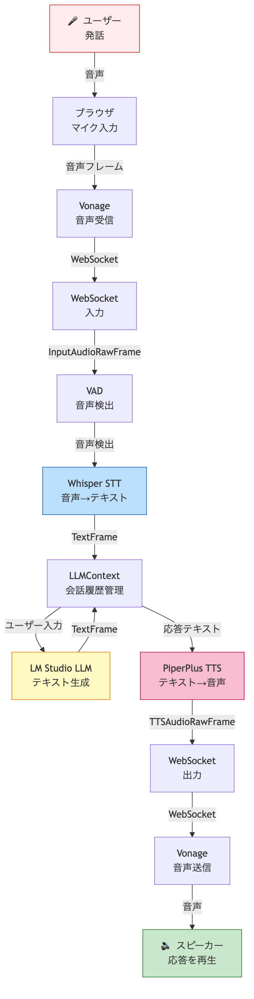 🎤 ユーザー
発話
音声
ブラウザ
マイク入力
音声フレーム
Vonage
音声受信
WebSocket
WebSocket
入力
InputAudioRawFrame
VAD
音声検出
音声検出
Whisper STT
音声→テキスト
TextFrame
LLMContext
会話履歴管理
ユーザー入力
TextFrame
応答テキスト
LM Studio LLM
テキスト生成
PiperPlus TTS
テキスト→音声
TTSAudioRawFrame
WebSocket
出力
WebSocket
Vonage
音声送信
音声
🔊 スピーカー
応答を再生